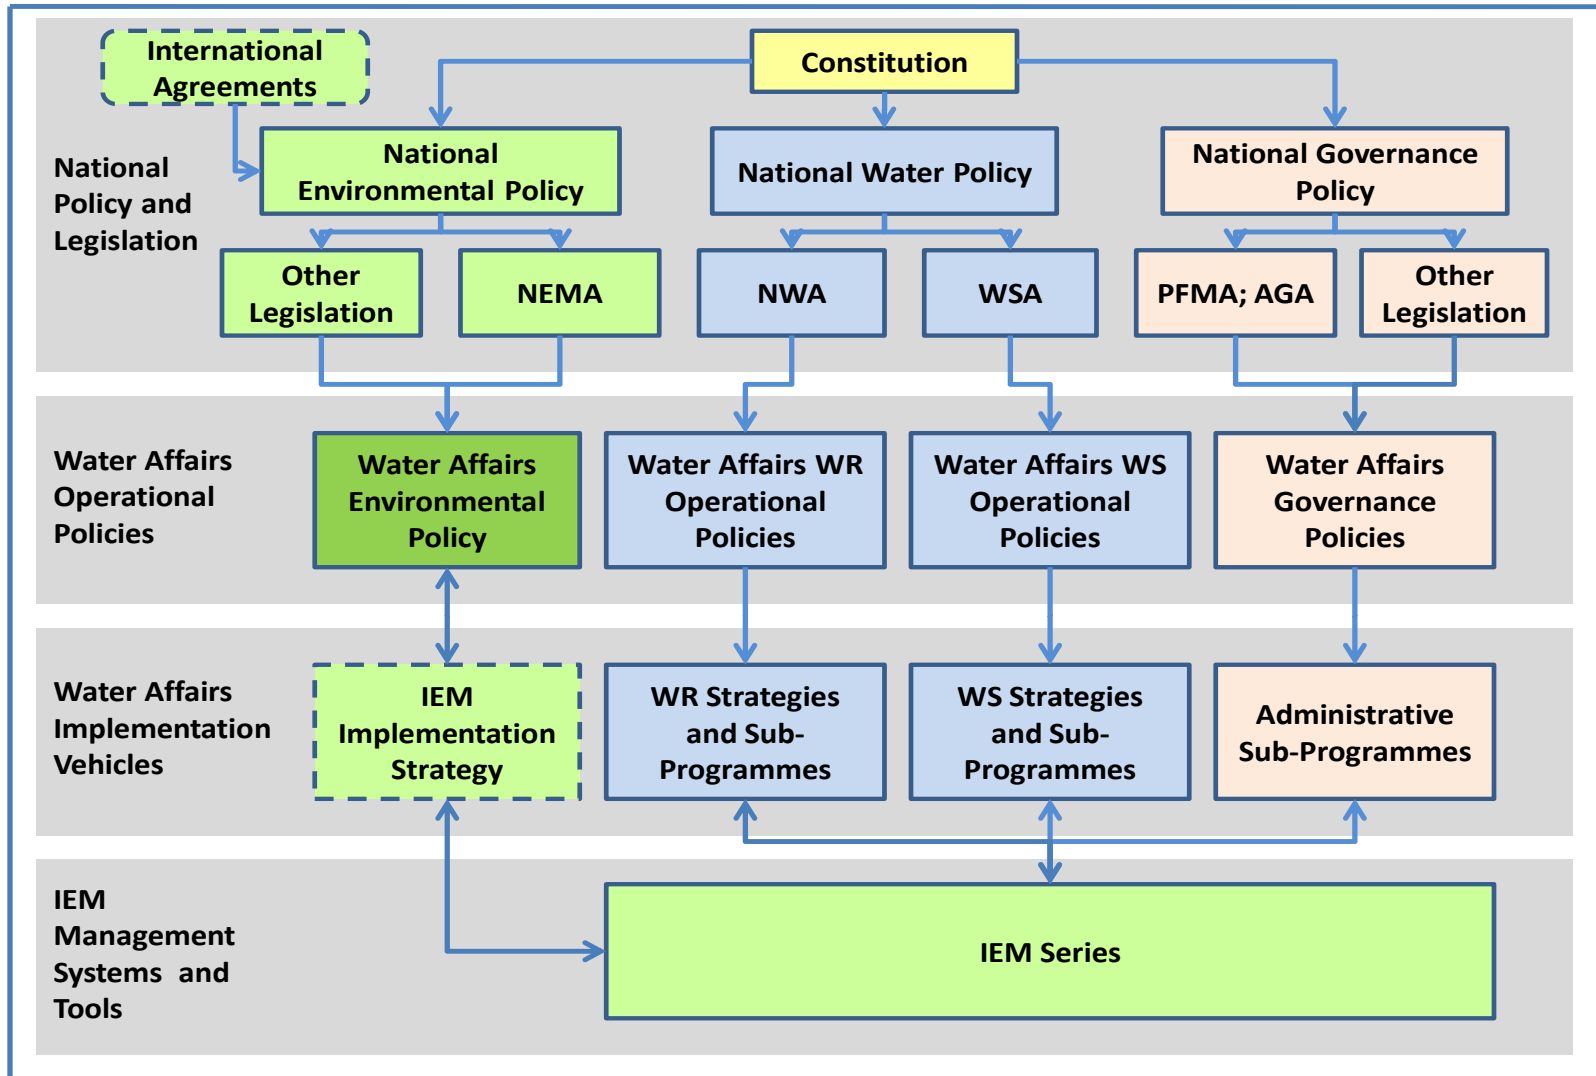 International
Agreements
Constitution
National
Policy and
Legislation
National
Environmental Policy
National Water Policy
National Governance
Policy
Other
Legislation
NEMA
NWA
WSA
PFMA; AGA
Other
Legislation
Water Affairs
Operational
Policies
Water Affairs
Environmental
Policy
Water Affairs WR
Operational
Policies
Water Affairs WS
Operational
Policies
Water Affairs
Governance
Policies
Water Affairs
Implementation
Vehicles
IEM
Implementation
Strategy
WR Strategies
and Sub-
Programmes
WS Strategies
and Sub-
Programmes
Administrative
Sub-Programmes
IEM
Management
Systems and
Tools
IEM Series